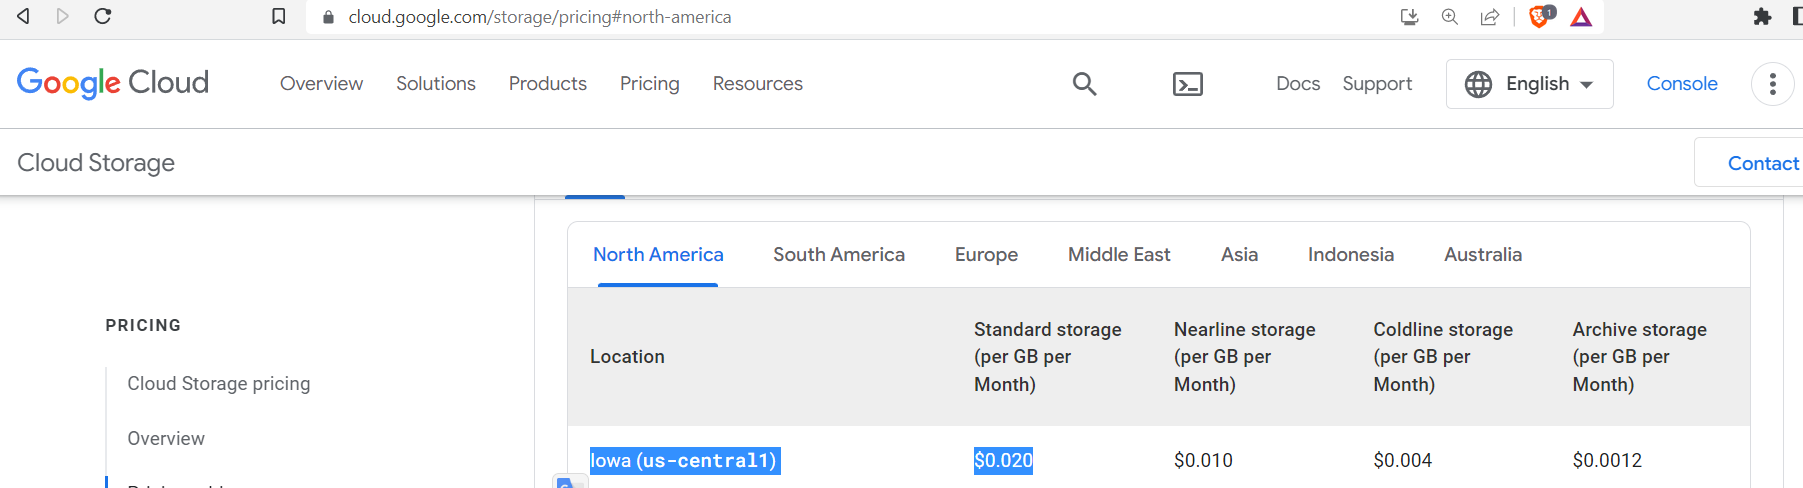 cloud.google.com/storage/pricing#north-america
1
Google Cloud
Overview
Solutions
Products
Pricing
Resources
Docs
Support
English
Console
Cloud Storage
Contact
North America
South America
Europe
Middle East
Asia
Indonesia
Australia
PRICING
Cloud Storage pricing
Overview
Location
Standard storage
(per GB per
Month)
Nearline storage
(per GB per
Month)
Coldline storage
(per GB per
Month)
Archive storage
(per GB per
Month)
Iowa (us-central1)
$0.020
$0.010
$0.004
$0.0012